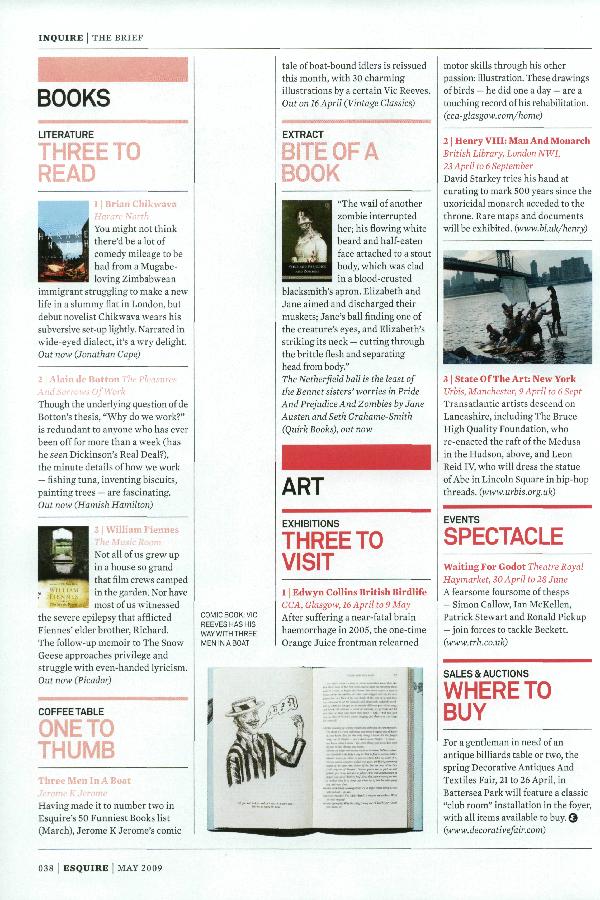 INQUIRE | THE BRIEF
BOOKS
LITERATURE
THREE TO
READ
1 | Brian Chikwava
Harare North
You might not think
there'd be a lot of
comedy mileage to be
had from a Mugabe-
loving Zimbabwean
immigrant struggling to make a new
life in a slummy flat in London, but
debut novelist Chikwava wears his
subversive set-up lightly. Narrated in
wide-eyed dialect, it's a wry delight.
Out now (Jonathan Cape)
2 | Alain de Botton The Pleasures
And Sorrows Of Work
Though the underlying question of de
Botton's thesis, "Why do we work?"
is redundant to anyone who has ever
been off for more than a week (has
he seen Dickinson's Real Deal?),
the minute details of how we work
— fishing tuna, inventing biscuits,
painting trees — are fascinating.
Out now (Hamish Hamilton)
3 | William Fiennes
The Music Room
Not all of us grew up
in a house so grand
that film crews camped
in the garden. Nor have
most of us witnessed
the severe epilepsy that afflicted
Fiennes' elder brother, Richard.
The follow-up memoir to The Snow
Geese approaches privilege and
struggle with even-handed lyricism.
Out now (Picador)
WILLIAM
FIENNES
COFFEE TABLE
ONE TO
THUMB
Three Men In A Boat
Jerome K Jerome
Having made it to number two in
Esquire's 50 Funniest Books list
(March), Jerome K Jerome's comic
COMIC BOOK: VIC
REEVES HAS HIS
WAY WITH THREE
MEN IN A BOAT
tale of boat-bound idlers is reissued
this month, with 30 charming
illustrations by a certain Vic Reeves.
Out on 16 April (Vintage Classics)
EXTRACT
BITE OF A
BOOK
"The wail of another
zombie interrupted
her; his flowing white
beard and half-eaten
face attached to a stout
body, which was clad
in a blood-crusted
blacksmith's apron. Elizabeth and
Jane aimed and discharged their
muskets; Jane's ball finding one of
the creature's eyes, and Elizabeth's
striking its neck — cutting through
the brittle flesh and separating
head from body."
The Netherfield ball is the least of
the Bennet sisters' worries in Pride
And Prejudice And Zombies by Jane
Austen and Seth Grahame-Smith
(Quirk Books), out now
ART
EXHIBITIONS
THREE TO
VISIT
1 | Edwyn Collins British Birdlife
CCA, Glasgow, 16 April to 9 May
After suffering a near-fatal brain
haemorrhage in 2005, the one-time
Orange Juice frontman relearned
motor skills through his other
passion: illustration. These drawings
of birds — he did one a day — are a
touching record of his rehabilitation.
(cca-glasgow.com/home)
2 | Henry VIII: Man And Monarch
British Library, London NW1,
23 April to 6 September
David Starkey tries his hand at
curating to mark 500 years since the
uxoricidal monarch acceded to the
throne. Rare maps and documents
will be exhibited. (www.bl.uk/henry)
3 | State Of The Art: New York
Urbis, Manchester, 9 April to 6 Sept
Transatlantic artists descend on
Lancashire, including The Bruce
High Quality Foundation, who
re-enacted the raft of the Medusa
in the Hudson, above, and Leon
Reid IV, who will dress the statue
of Abe in Lincoln Square in hip-hop
threads. (www.urbis.org.uk)
EVENTS
SPECTACLE
Waiting For Godot Theatre Royal
Haymarket, 30 April to 28 June
A fearsome foursome of thesps
— Simon Callow, Ian McKellen,
Patrick Stewart and Ronald Pickup
— join forces to tackle Beckett.
(www.trh.co.uk)
SALES & AUCTIONS
WHERE TO
BUY
For a gentleman in need of an
antique billiards table or two, the
spring Decorative Antiques And
Textiles Fair, 21 to 26 April, in
Battersea Park will feature a classic
"club room" installation in the foyer,
with all items available to buy.
(www.decorativefair.com)
038 | ESQUIRE | MAY 2009